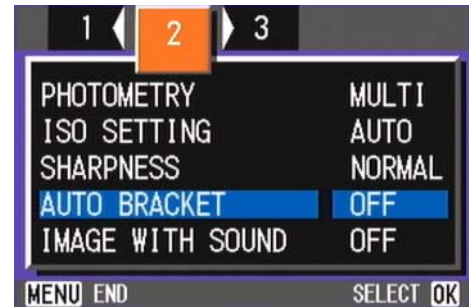 1 2 3
PHOTOMETRY MULTI
ISO SETTING AUTO
SHARPNESS NORMAL
AUTO BRACKET OFF
IMAGE WITH SOUND OFF
MENU END SELECT OK